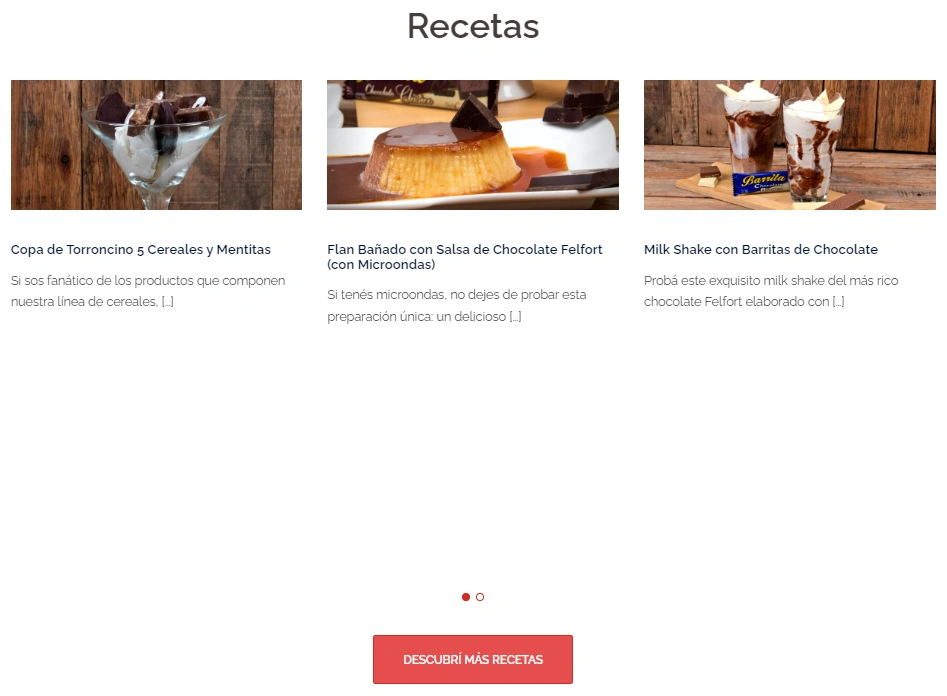 Recetas
Chocolate Clásico
Barrita
Copa de Torroncino 5 Cereales y Mentitas
Si sos fanático de los productos que componen
nuestra línea de cereales, [...]
Flan Bañado con Salsa de Chocolate Felfort
(con Microondas)
Si tenés microondas, no dejes de probar esta
preparación única: un delicioso [...]
Milk Shake con Barritas de Chocolate
Probá este exquisito milk shake del más rico
chocolate Felfort elaborado con [...]
DESCUBRÍ MÁS RECETAS